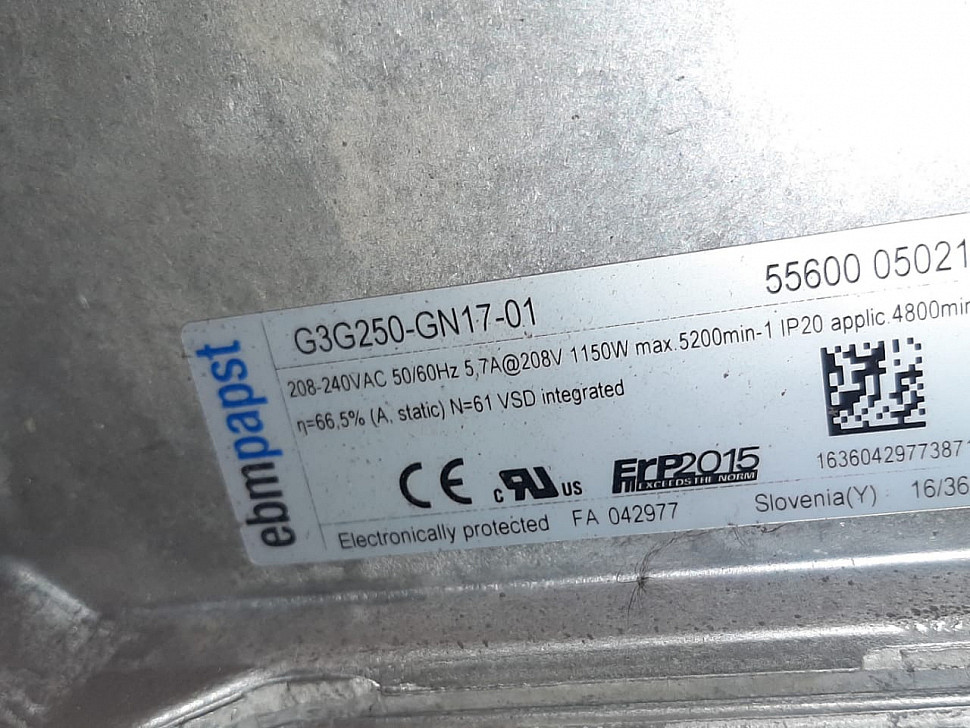 ebmpapst
G3G250-GN17-01 55600 05021
208-240VAC 50/60Hz 5,7A@208V 1150W max.5200min-1 IP20 applic.4800min
η=66,5% (A, static) N=61 VSD integrated
CE c RU US ErP2015
EXCEEDS THE NORM
1636042977387
Electronically protected FA 042977 Slovenia(Y) 16/36